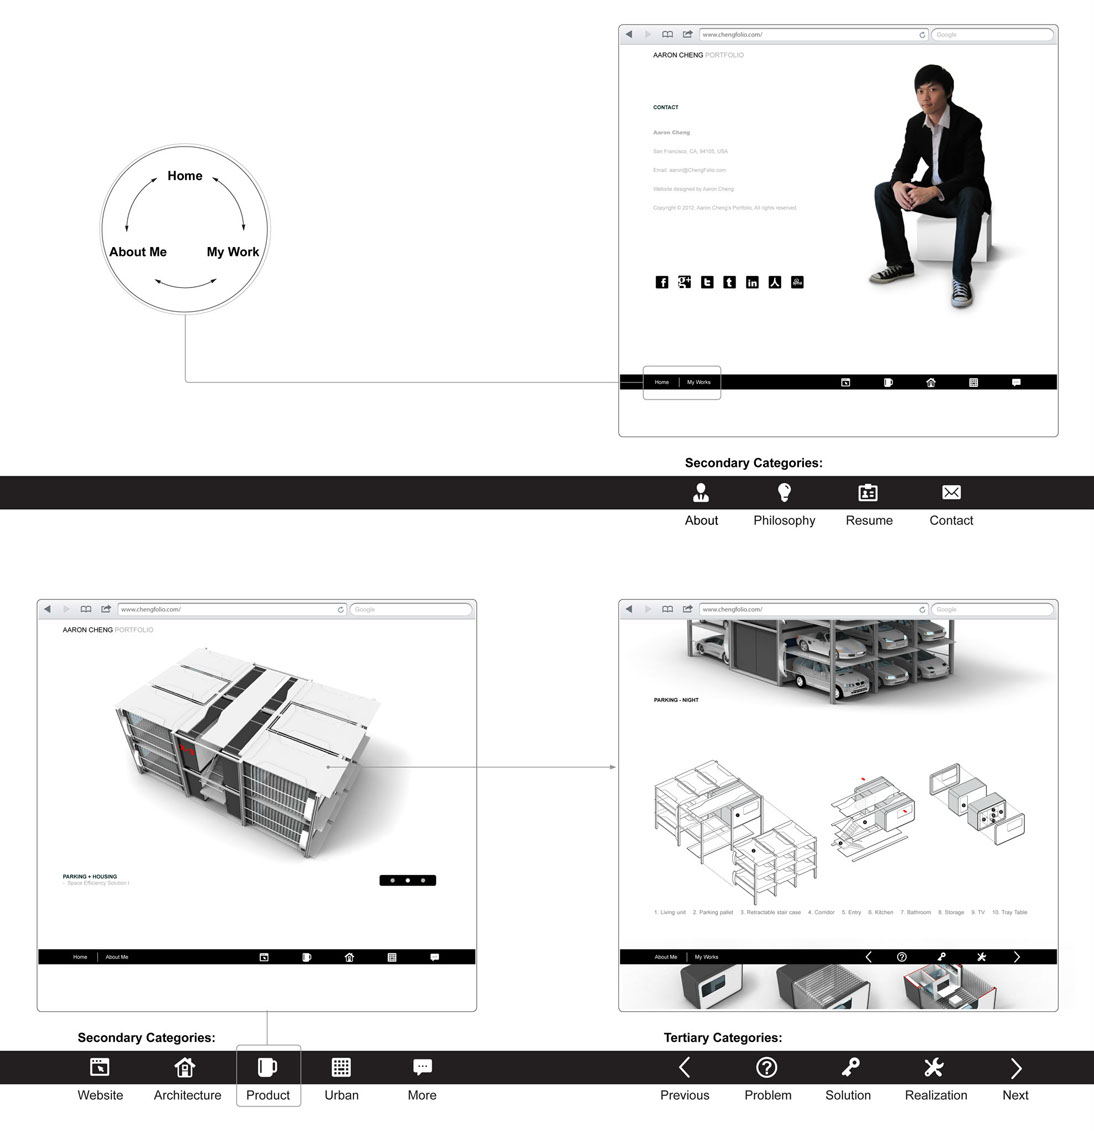 www.chengfolio.com/
Google
AARON CHENG PORTFOLIO
CONTACT
Aaron Cheng
San Francisco, CA, 94103, USA
Email: aaron@ChengFolio.com
Website designed by Aaron Cheng
Copyright © 2012, Aaron Cheng's Portfolio, All rights reserved
Home
About Me
My Work
Home
My Works
Secondary Categories:
About
Philosophy
Resume
Contact
www.chengfolio.com/
Google
AARON CHENG PORTFOLIO
PARKING + HOUSING
- Space Efficiency Solution I
Home
About Me
Secondary Categories:
Website
Architecture
Product
Urban
More
www.chengfolio.com/
Google
PARKING - NIGHT
1. Living unit 2. Parking pallet 3. Retractable stair case 4. Corridor 5. Entry 6. Kitchen 7. Bathroom 8. Storage 9. TV 10. Tray Table
About Me
My Works
Tertiary Categories:
Previous
Problem
Solution
Realization
Next